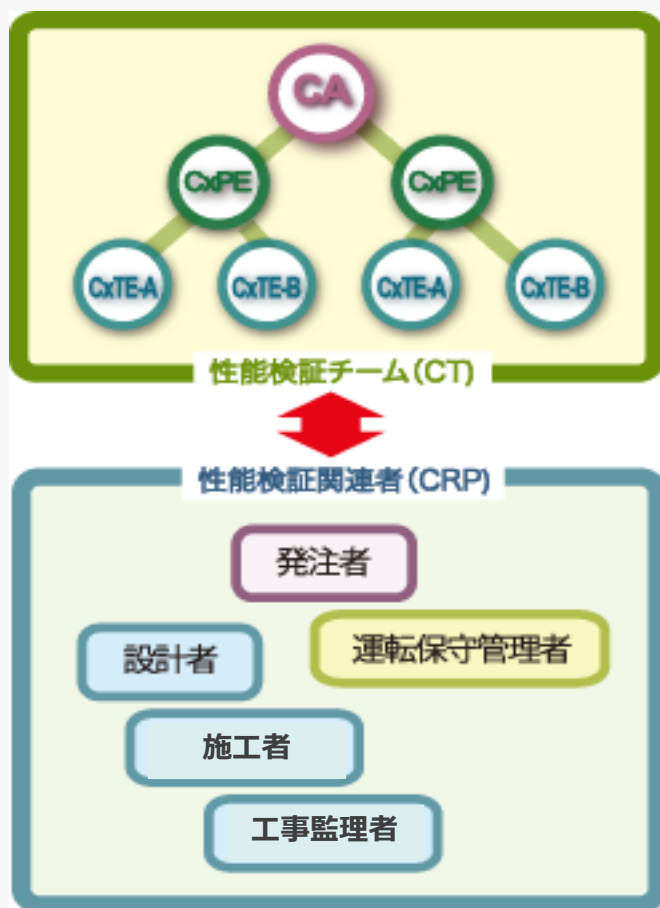 CA
CxPE
CxPE
CxTE-A
CxTE-B
CxTE-A
CxTE-B
性能検証チーム(CT)
性能検証関連者(CRP)
発注者
設計者
運転保守管理者
施工者
工事監理者